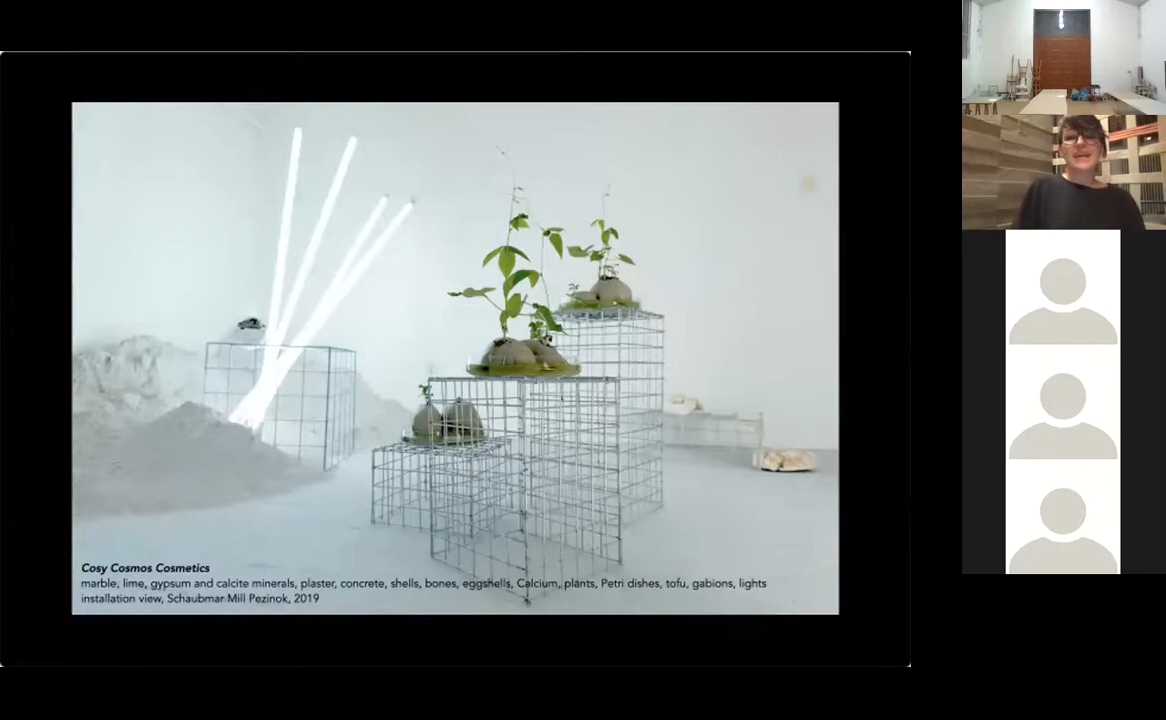 Cosy Cosmos Cosmetics
marble, lime, gypsum and calcite minerals, plaster, concrete, shells, bones, eggshells, Calcium, plants, Petri dishes, tofu, gabions, lights
installation view, Schaubmar Mill Pezinok, 2019